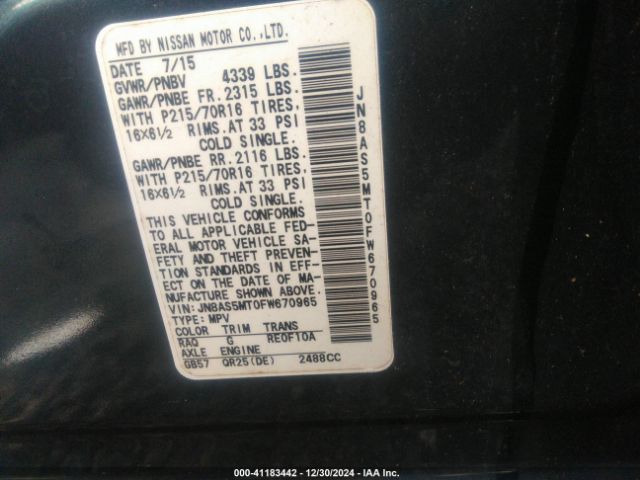 MFD BY NISSAN MOTOR CO.,LTD.
DATE 7/15
GVWR/PNBV 4339 LBS.
GAWR/PNBE FR. 2315 LBS.
WITH P215/70R16 TIRES,
16×6½ RIMS. AT 33 PSI
COLD SINGLE.
GAWR/PNBE RR. 2116 LBS.
WITH P215/70R16 TIRES,
16×6½ RIMS. AT 33 PSI
COLD SINGLE.
THIS VEHICLE CONFORMS
TO ALL APPLICABLE FED-
ERAL MOTOR VEHICLE SA-
FETY AND THEFT PREVEN-
TION STANDARDS IN EFF-
ECT ON THE DATE OF MA-
NUFACTURE SHOWN ABOVE.
VIN: JN8AS5MT0FW670965
TYPE: MPV
COLOR TRIM TRANS
RAQ G RE0F10A
AXLE ENGINE
GB57 QR25(DE) 2488CC
JN8AS5MT0FW670965
000-41183442 - 12/30/2024 - IAA Inc.